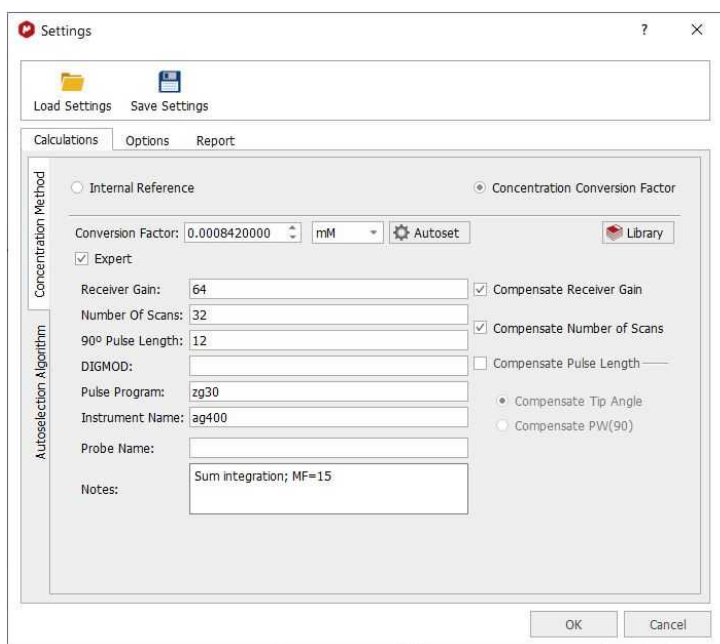 Settings
?
Load Settings Save Settings
Calculations Options Report
Concentration Method
Autoselection Algorithm
Internal Reference Concentration Conversion Factor
Conversion Factor: 0.0008420000 mM Autoset Library
Expert
Receiver Gain: 64 Compensate Receiver Gain
Number Of Scans: 32 Compensate Number of Scans
90º Pulse Length: 12 Compensate Pulse Length
DIGMOD:
Pulse Program: zg30 Compensate Tip Angle
Instrument Name: ag400 Compensate PW(90)
Probe Name:
Notes: Sum integration; MF=15
OK Cancel